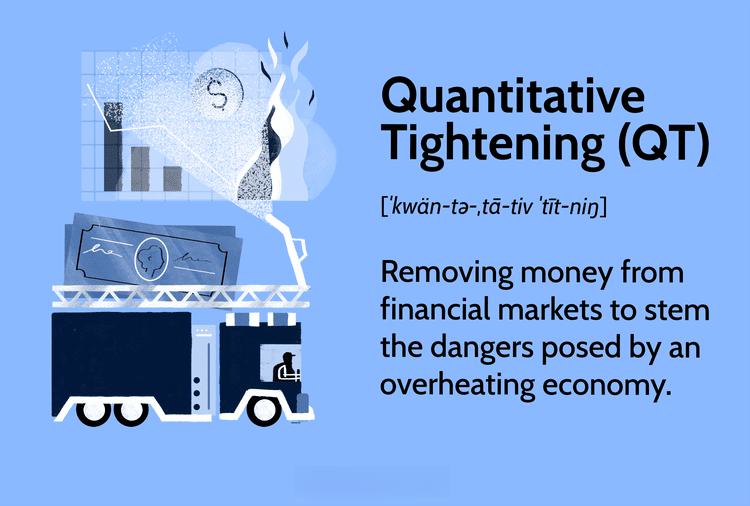 $
Quantitative
Tightening (QT)
[ˈkwän-tə-ˌtā-tiv ˈtīt-niŋ]
Removing money from
financial markets to stem
the dangers posed by an
overheating economy.